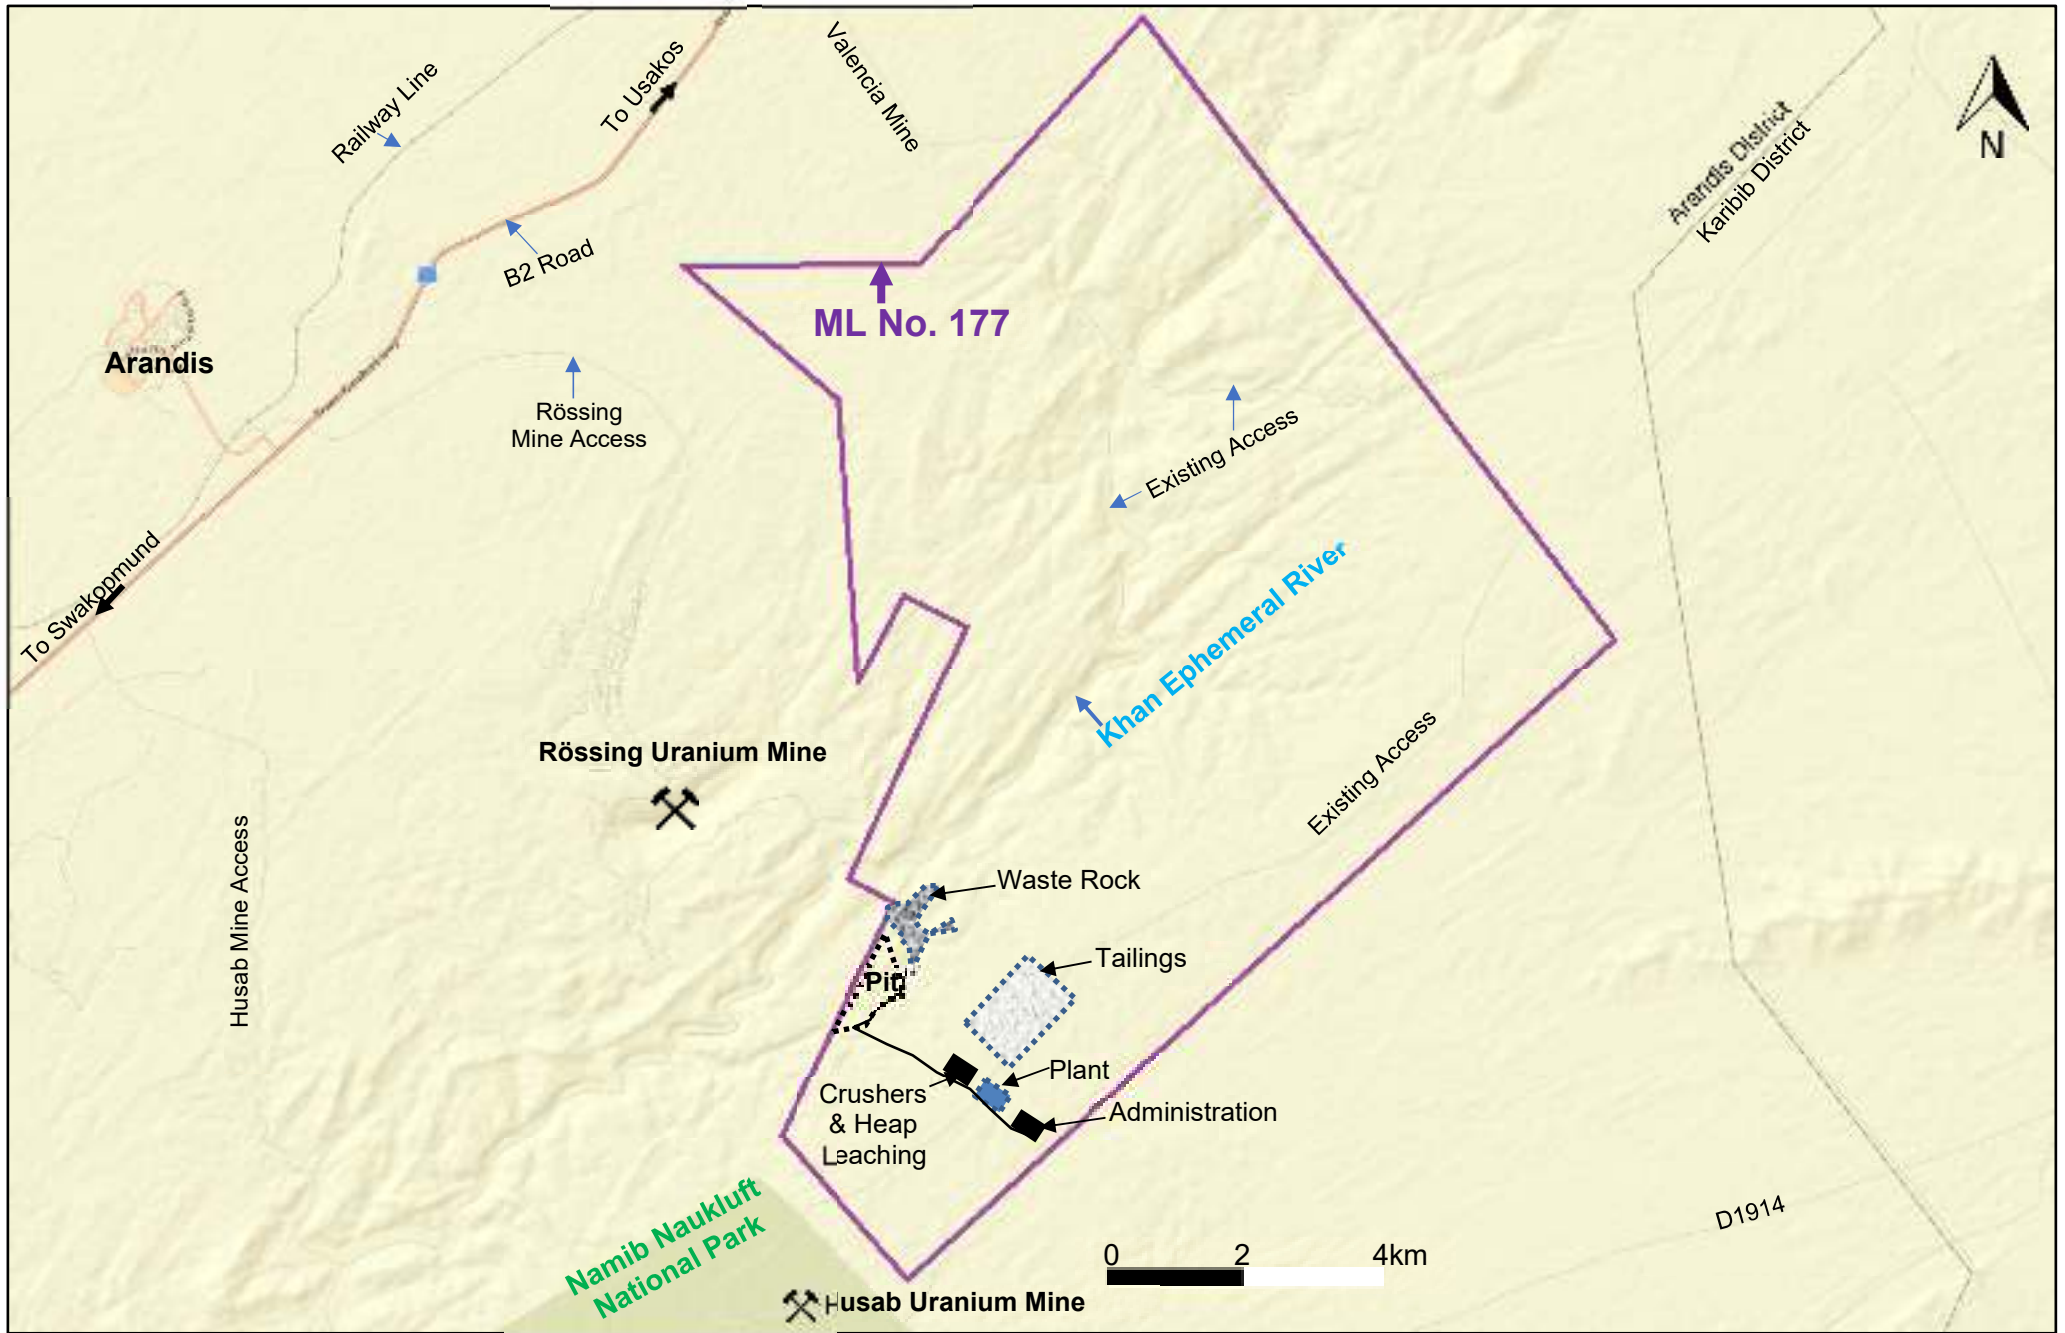 Railway Line
To Usakos
Valencia Mine
Arandis District
Karibib District
N
B2 Road
ML No. 177
Arandis
Rössing
Mine Access
Existing Access
To Swakopmund
Khan Ephemeral River
Rössing Uranium Mine
Existing Access
Husab Mine Access
Waste Rock
Pit
Tailings
Plant
Crushers
& Heap
Leaching
Administration
Namib Naukluft
National Park
D1914
0 2 4km
Husab Uranium Mine